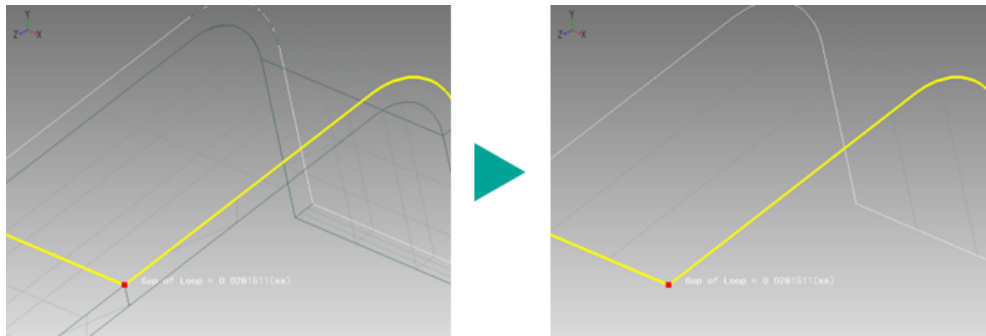 Y
Z X
Gap of Loop = 0.0281511[mm]
Y
Z X
Gap of Loop = 0.0281511[mm]